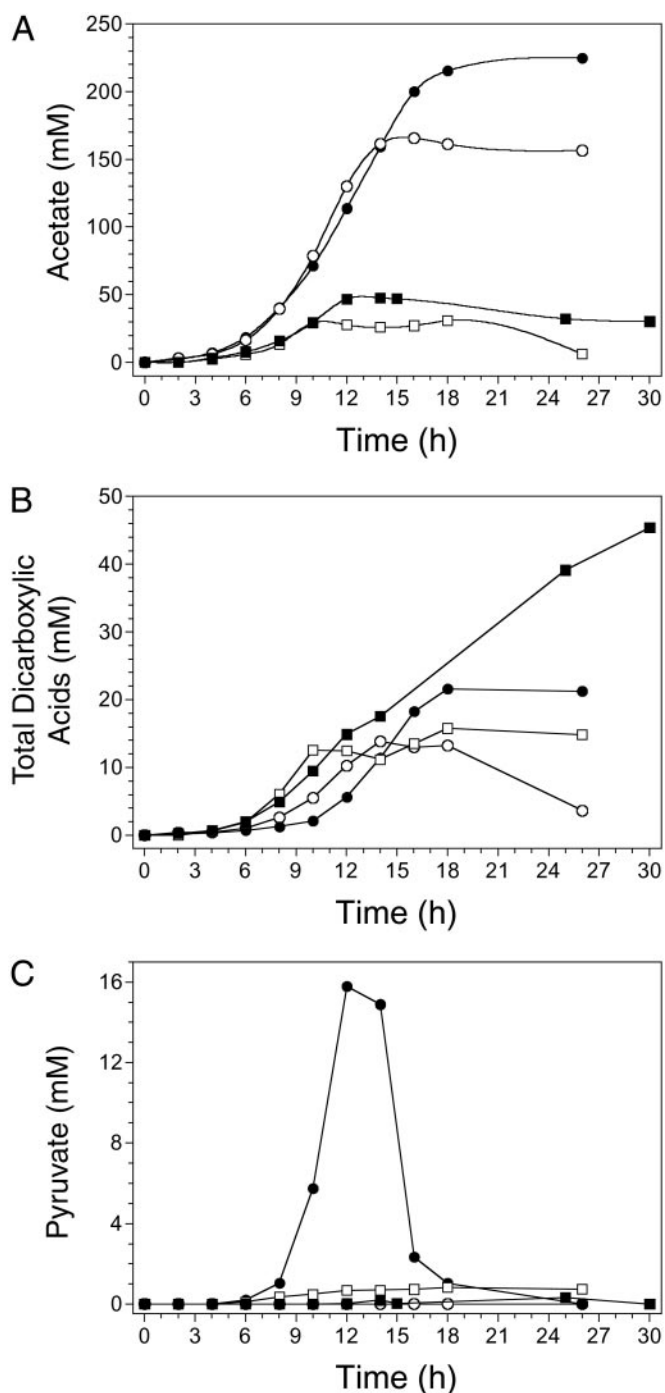 A
250
200
150
100
50
0
Acetate (mM)
0 3 6 9 12 15 18 21 24 27 30
Time (h)
B
50
40
30
20
10
0
Total Dicarboxylic
Acids (mM)
0 3 6 9 12 15 18 21 24 27 30
Time (h)
C
16
12
8
4
0
Pyruvate (mM)
0 3 6 9 12 15 18 21 24 27 30
Time (h)